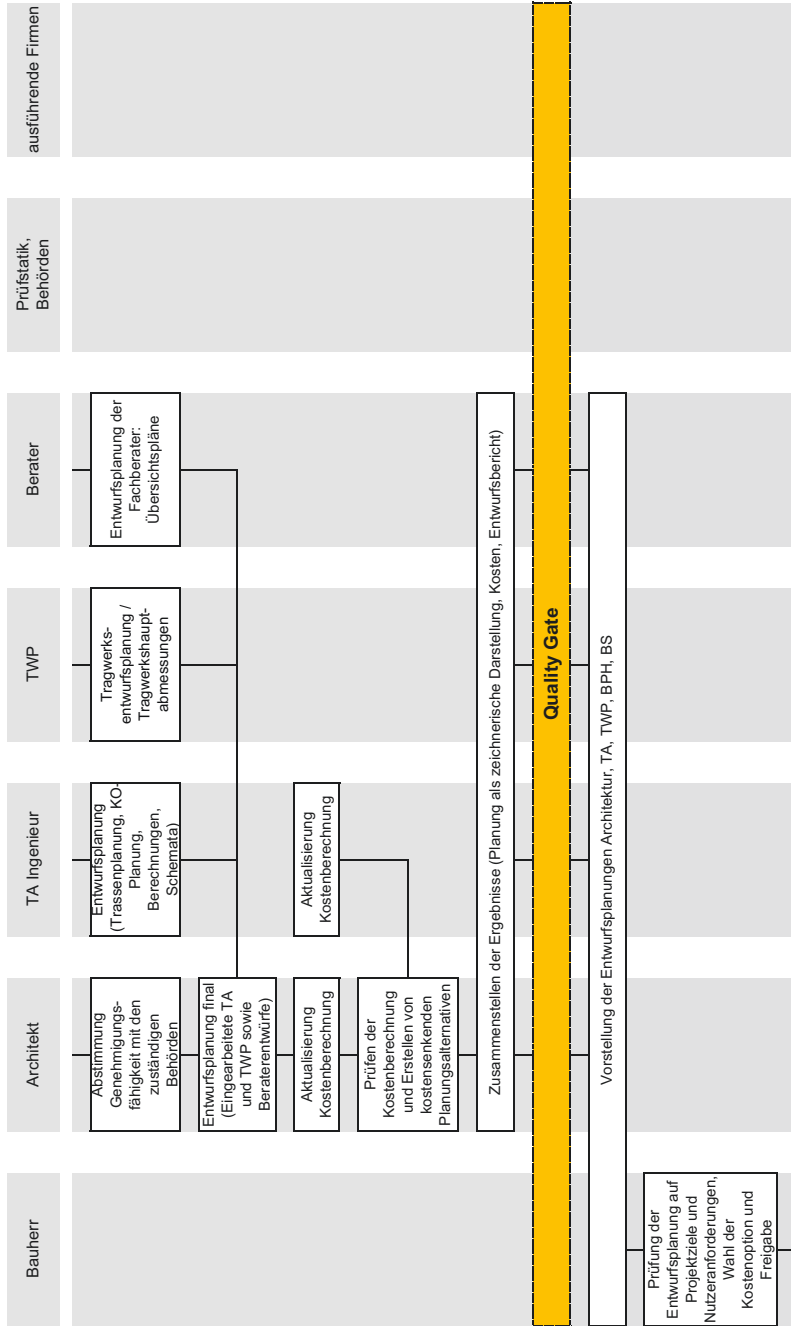 Bauherr
Architekt
TA Ingenieur
TWP
Berater
Prüfstatik,
Behörden
ausführende Firmen
Abstimmung
Genehmigungs-
fähigkeit mit den
zuständigen
Behörden
Entwurfsplanung
(Trassenplanung, KO-
Planung,
Berechnungen,
Schemata)
Tragwerks-
entwurfsplanung /
Tragwerkshaupt-
abmessungen
Entwurfsplanung der
Fachberater:
Übersichtspläne
Entwurfsplanung final
(Eingearbeitete TA
und TWP sowie
Beraterentwürfe)
Aktualisierung
Kostenberechnung
Aktualisierung
Kostenberechnung
Prüfen der
Kostenberechnung
und Erstellen von
kostensenkenden
Planungsalternativen
Zusammenstellen der Ergebnisse (Planung als zeichnerische Darstellung, Kosten, Entwurfsbericht)
Quality Gate
Vorstellung der Entwurfsplanungen Architektur, TA, TWP, BPH, BS
Prüfung der
Entwurfsplanung auf
Projektziele und
Nutzeranforderungen,
Wahl der
Kostenoption und
Freigabe